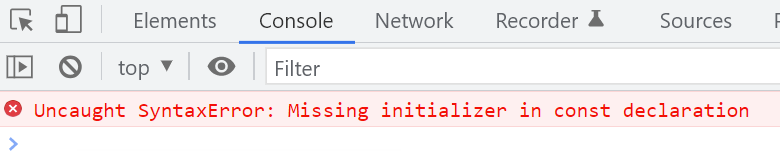 Elements Console Network Recorder Sources
top Filter
Uncaught SyntaxError: Missing initializer in const declaration